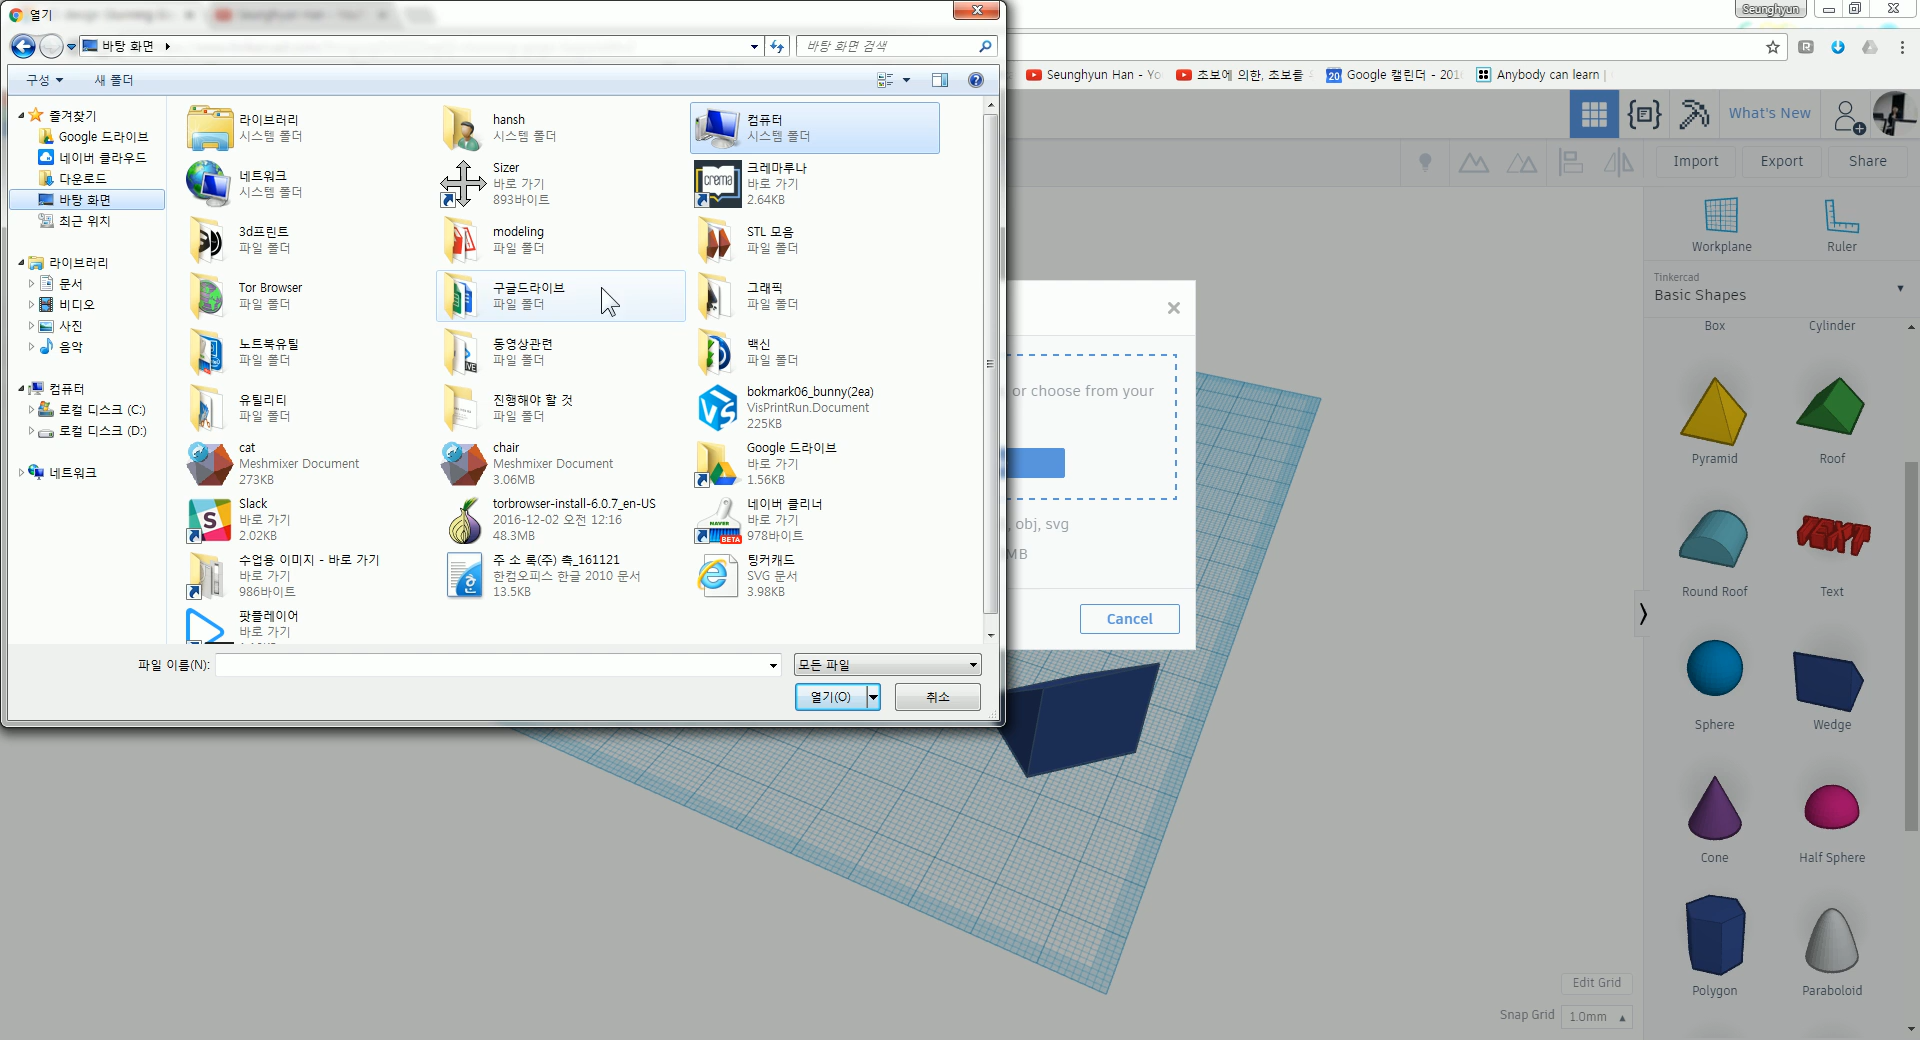 열기
Seunghyun
바탕 화면
바탕 화면 검색
구성
새 폴더
Seunghyun Han - Yo
초보에 의한, 초보를
20 Google 캘린더 - 201
Anybody can learn |
What's New
Import
Export
Share
즐겨찾기
Google 드라이브
네이버 클라우드
다운로드
바탕 화면
최근 위치
라이브러리
문서
비디오
사진
음악
컴퓨터
로컬 디스크 (C:)
로컬 디스크 (D:)
네트워크
라이브러리
시스템 폴더
hansh
시스템 폴더
컴퓨터
시스템 폴더
네트워크
시스템 폴더
Sizer
바로 가기
893바이트
crema
크레마루나
바로 가기
2.64KB
3d프린트
파일 폴더
modeling
파일 폴더
STL 모음
파일 폴더
Tor Browser
파일 폴더
구글드라이브
파일 폴더
그래픽
파일 폴더
노트북유틸
파일 폴더
동영상관련
파일 폴더
백신
파일 폴더
유틸리티
파일 폴더
진행해야 할 것
파일 폴더
bokmark06_bunny(2ea)
VisPrintRun.Document
225KB
cat
Meshmixer Document
273KB
chair
Meshmixer Document
3.06MB
Google 드라이브
바로 가기
1.56KB
Slack
바로 가기
2.02KB
torbrowser-install-6.0.7_en-US
2016-12-02 오전 12:16
48.3MB
NAVER
BETA
네이버 클리너
바로 가기
978바이트
수업용 이미지 - 바로 가기
바로 가기
986바이트
주 소 록(주) 측_161121
한컴오피스 한글 2010 문서
13.5KB
팅커캐드
SVG 문서
3.98KB
팟플레이어
바로 가기
파일 이름(N):
모든 파일
열기(O)
취소
or choose from your
, obj, svg
MB
Cancel
Workplane
Ruler
Tinkercad
Basic Shapes
Box
Cylinder
Pyramid
Roof
Round Roof
TEXT
Text
Sphere
Wedge
Cone
Half Sphere
Polygon
Paraboloid
Edit Grid
Snap Grid
1.0mm